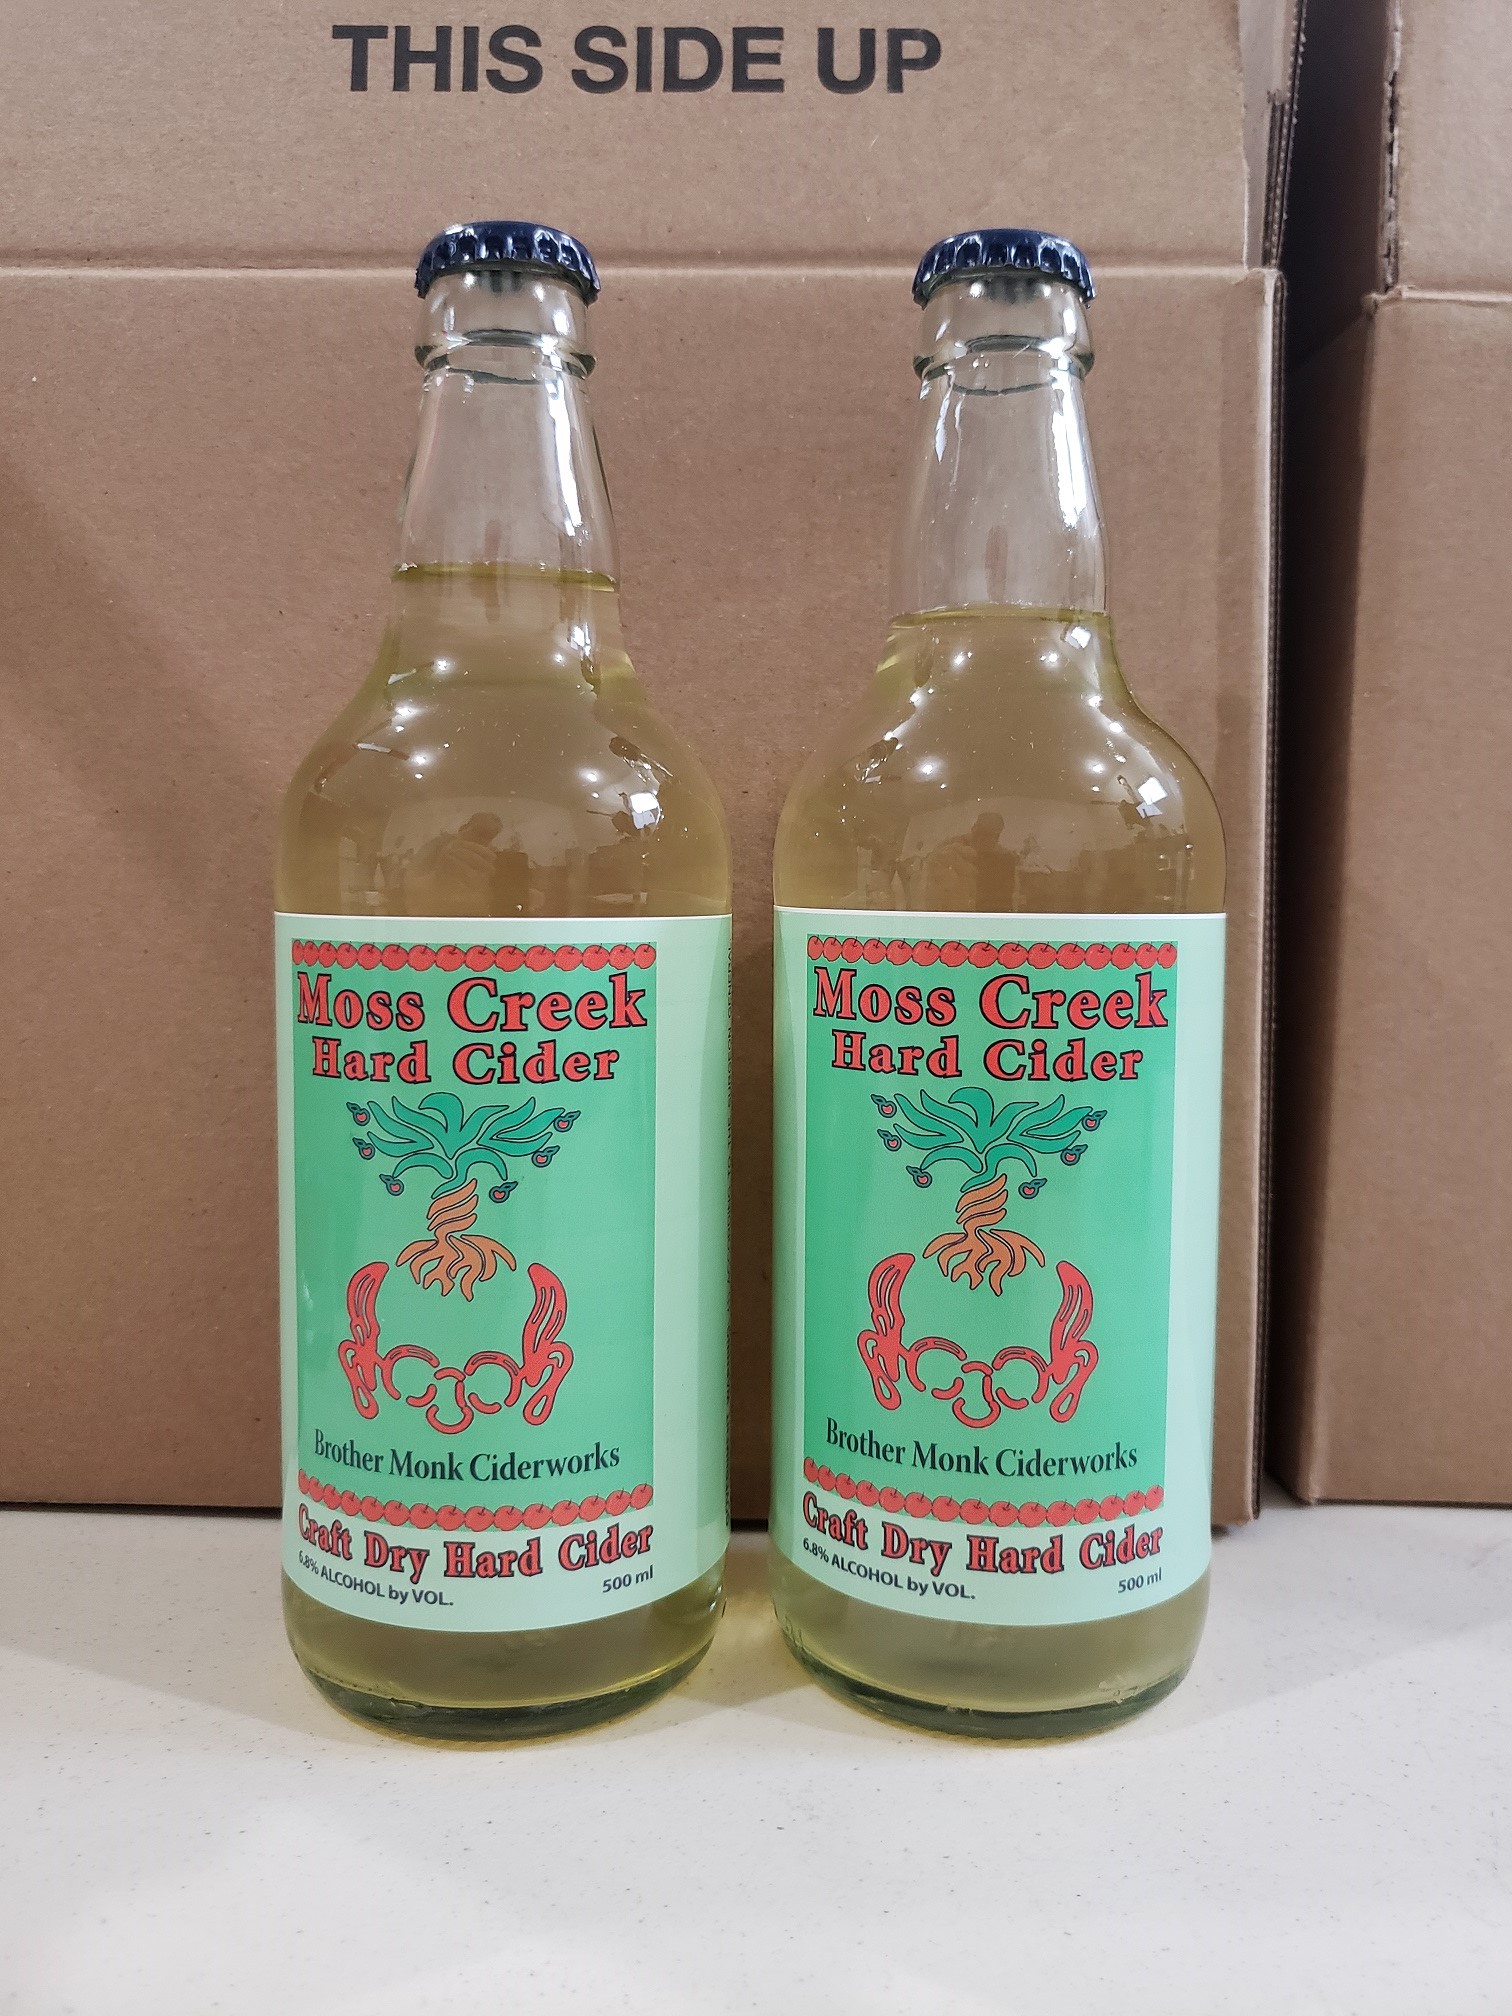 THIS SIDE UP
Moss Creek
Hard Cider
Brother Monk Ciderworks
Craft Dry Hard Cider
6.8% ALCOHOL by VOL.
500 ml
Moss Creek
Hard Cider
Brother Monk Ciderworks
Craft Dry Hard Cider
6.8% ALCOHOL by VOL.
500 ml